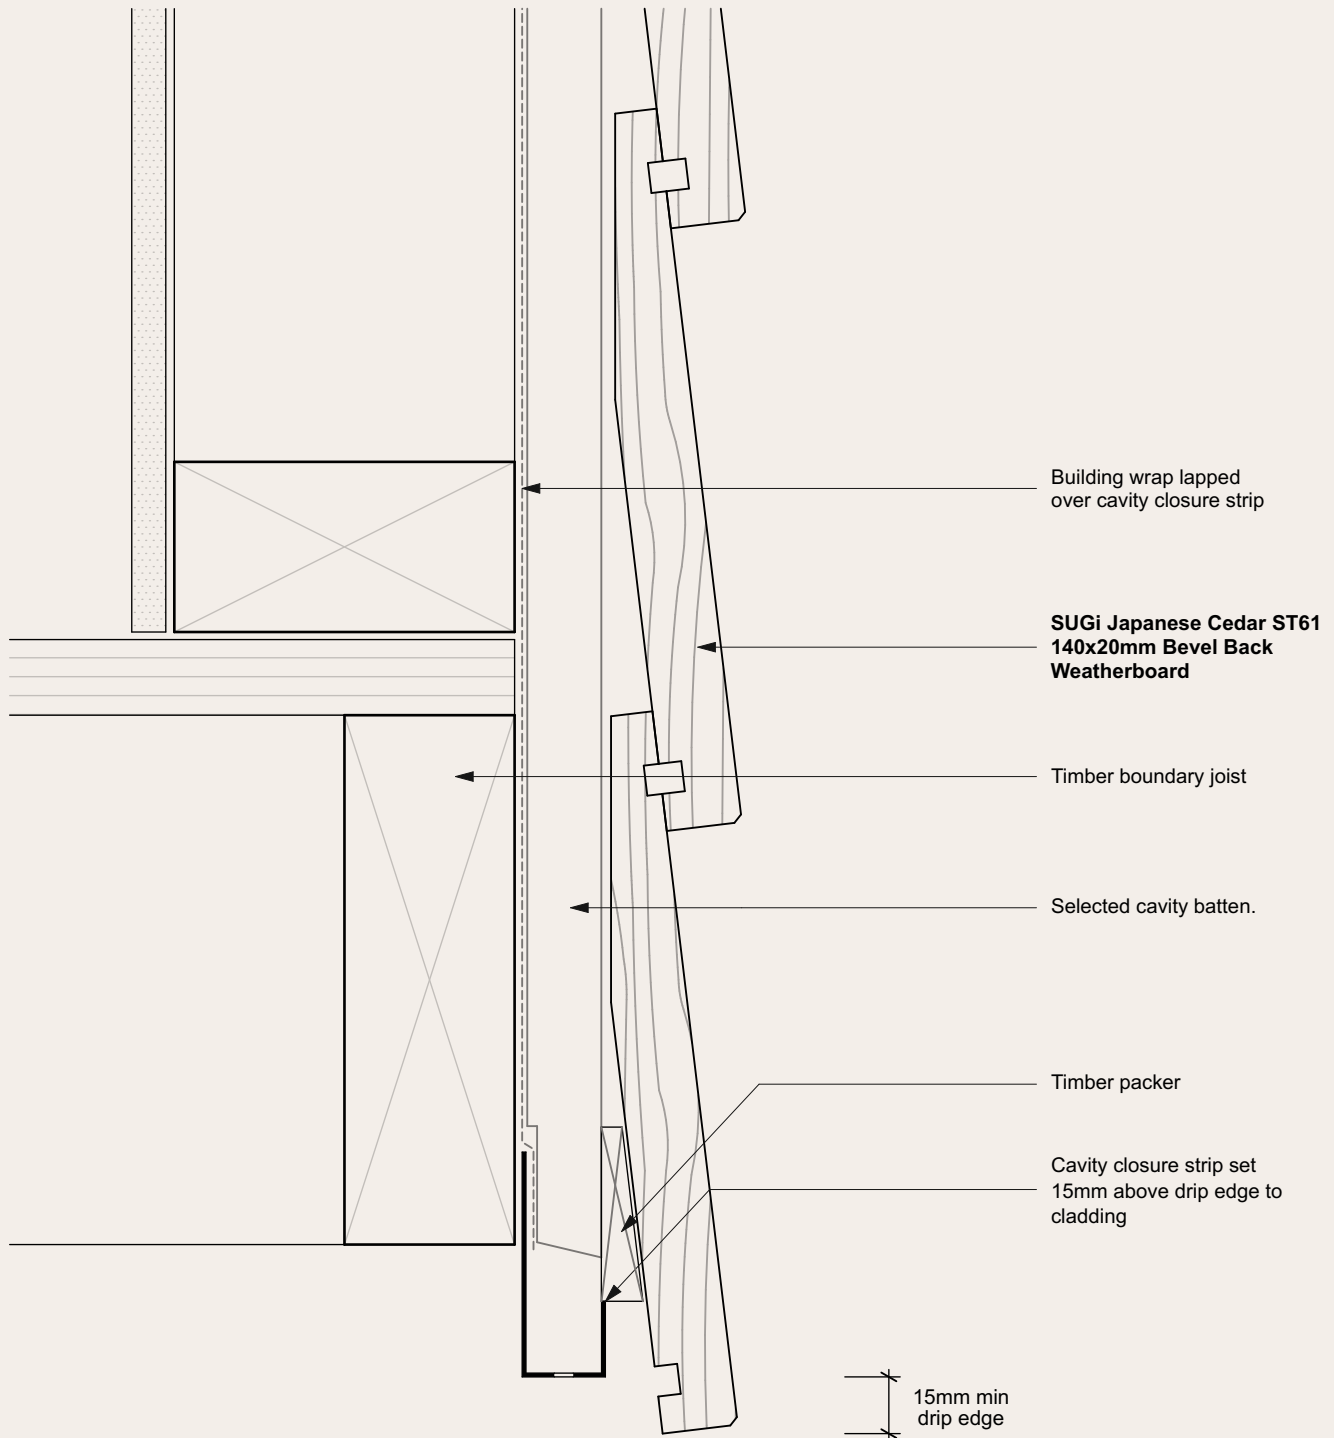 Building wrap lapped
over cavity closure strip
SUGi Japanese Cedar ST61
140x20mm Bevel Back
Weatherboard
Timber boundary joist
Selected cavity batten.
Timber packer
Cavity closure strip set
15mm above drip edge to
cladding
15mm min
drip edge